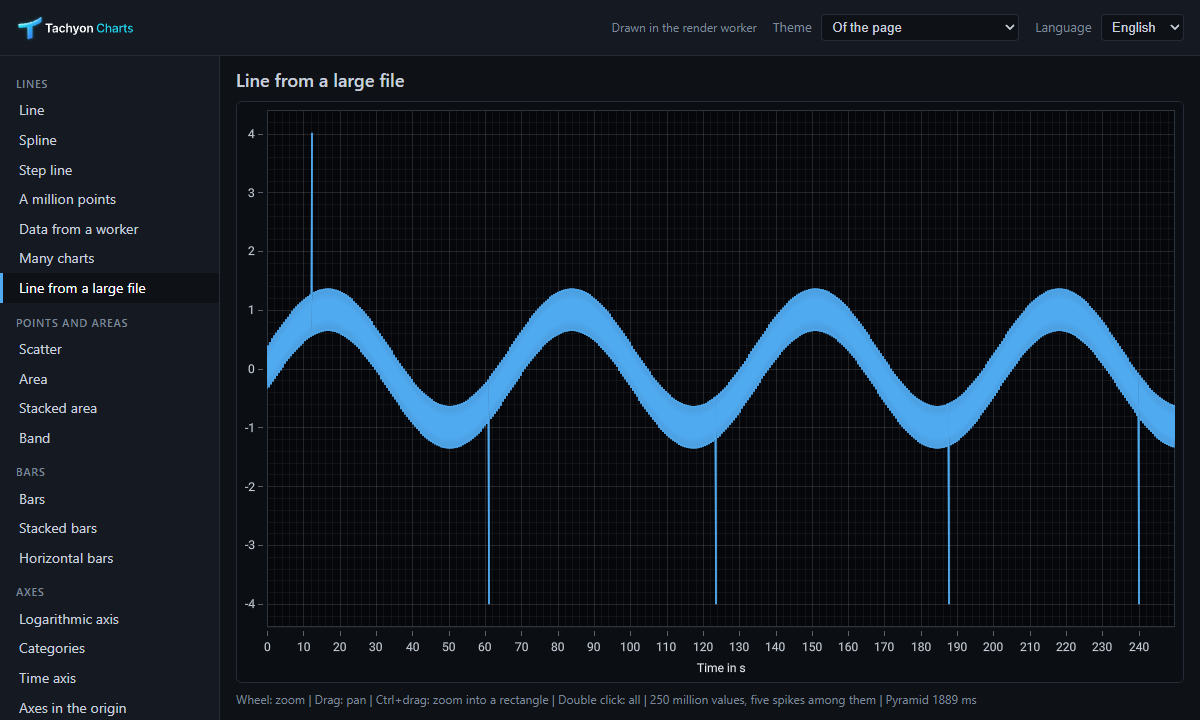 Tachyon Charts
Drawn in the render worker Theme Of the page Language English
LINES
Line
Spline
Step line
A million points
Data from a worker
Many charts
Line from a large file
POINTS AND AREAS
Scatter
Area
Stacked area
Band
BARS
Bars
Stacked bars
Horizontal bars
AXES
Logarithmic axis
Categories
Time axis
Axes in the origin
Line from a large file
4
3
2
1
0
-1
-2
-3
-4
0 10 20 30 40 50 60 70 80 90 100 110 120 130 140 150 160 170 180 190 200 210 220 230 240
Time in s
Wheel: zoom | Drag: pan | Ctrl+drag: zoom into a rectangle | Double click: all | 250 million values, five spikes among them | Pyramid 1889 ms